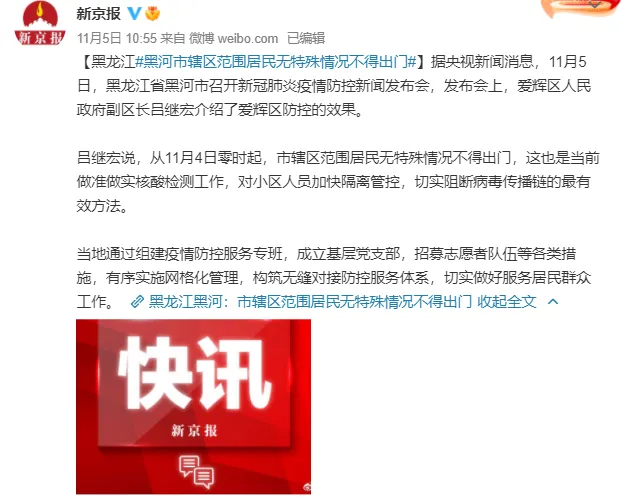 新京报
新京报
11月5日 10:55 来自 微博 weibo.com 已编辑
【黑龙江#黑河市辖区范围居民无特殊情况不得出门#】据央视新闻消息，11月5
日，黑龙江省黑河市召开新冠肺炎疫情防控新闻发布会，发布会上，爱辉区人民
政府副区长吕继宏介绍了爱辉区防控的效果。
吕继宏说，从11月4日零时起，市辖区范围居民无特殊情况不得出门，这也是当前
做准做实核酸检测工作，对小区人员加快隔离管控，切实阻断病毒传播链的最有
效方法。
当地通过组建疫情防控服务专班，成立基层党支部，招募志愿者队伍等各类措
施，有序实施网格化管理，构筑无缝对接防控服务体系，切实做好服务居民群众
工作。 黑龙江黑河：市辖区范围居民无特殊情况不得出门 收起全文
快讯
新京报